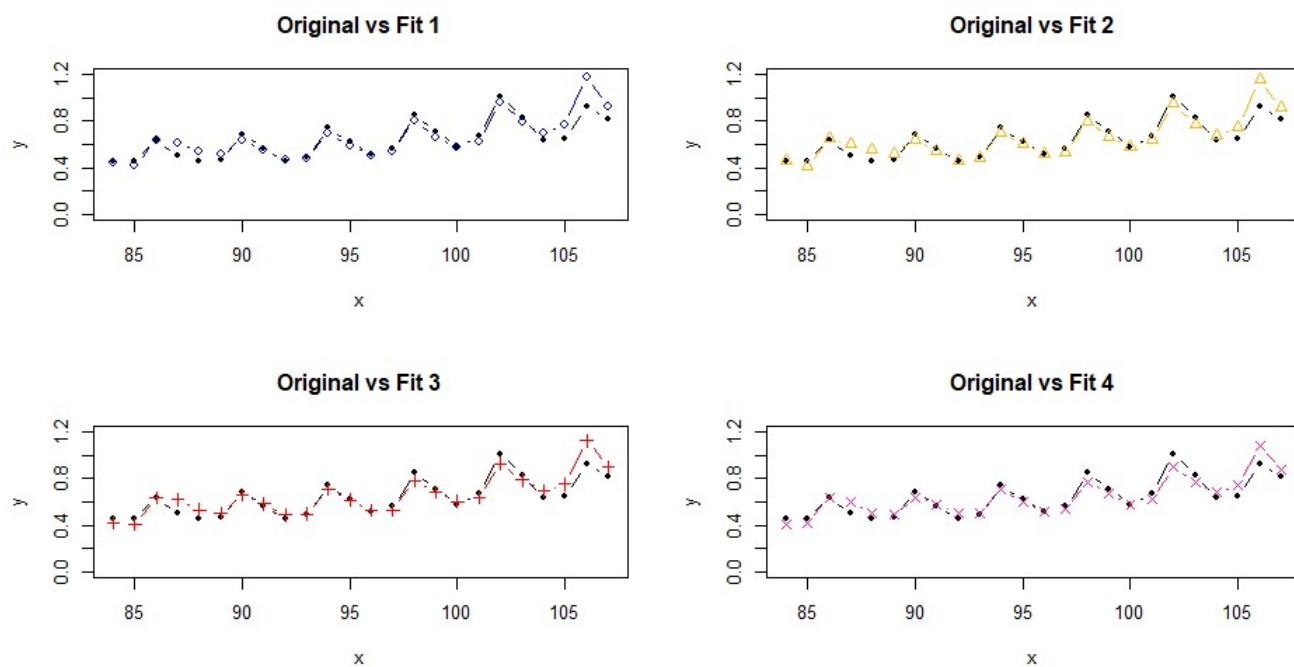 Original vs Fit 1
y
0.0 0.4 0.8 1.2
85 90 95 100 105
x
Original vs Fit 2
y
0.0 0.4 0.8 1.2
85 90 95 100 105
x
Original vs Fit 3
y
0.0 0.4 0.8 1.2
85 90 95 100 105
x
Original vs Fit 4
y
0.0 0.4 0.8 1.2
85 90 95 100 105
x